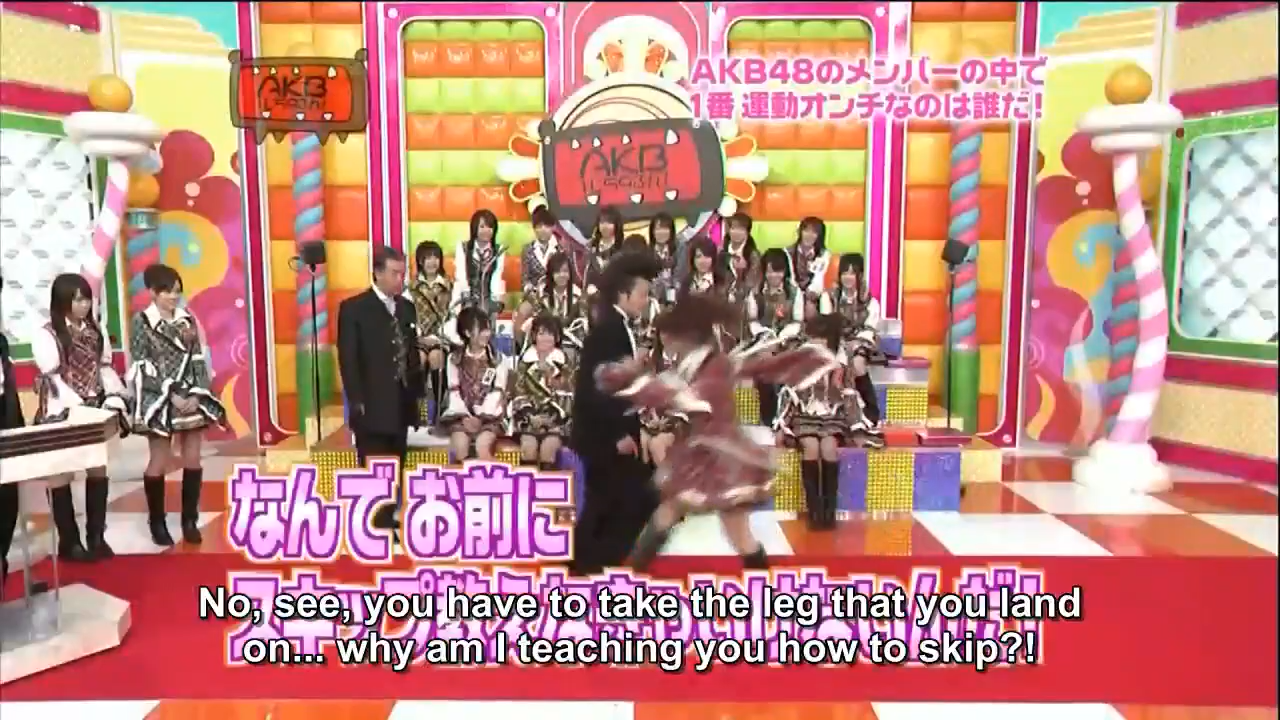 AKB
AKB48のメンバーの中で
1番 運動オンチなのは誰だ!
AKB
なんで お前に
No, see, you have to take the leg that you land
on... why am I teaching you how to skip?!